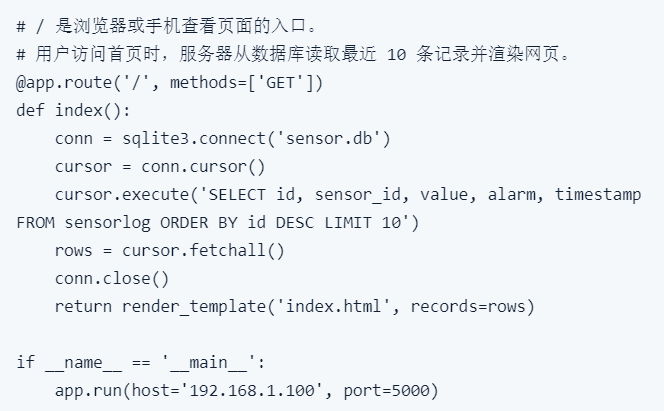 # / 是浏览器或手机查看页面的入口。
# 用户访问首页时，服务器从数据库读取最近 10 条记录并渲染网页。
@app.route('/', methods=['GET'])
def index():
    conn = sqlite3.connect('sensor.db')
    cursor = conn.cursor()
    cursor.execute('SELECT id, sensor_id, value, alarm, timestamp
FROM sensorlog ORDER BY id DESC LIMIT 10')
    rows = cursor.fetchall()
    conn.close()
    return render_template('index.html', records=rows)

if __name__ == '__main__':
    app.run(host='192.168.1.100', port=5000)